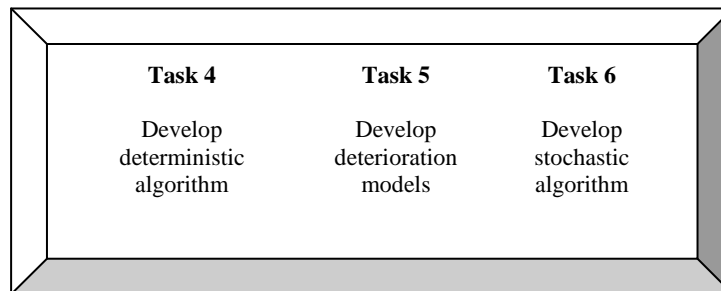 Task 4
Develop
deterministic
algorithm
Task 5
Develop
deterioration
models
Task 6
Develop
stochastic
algorithm